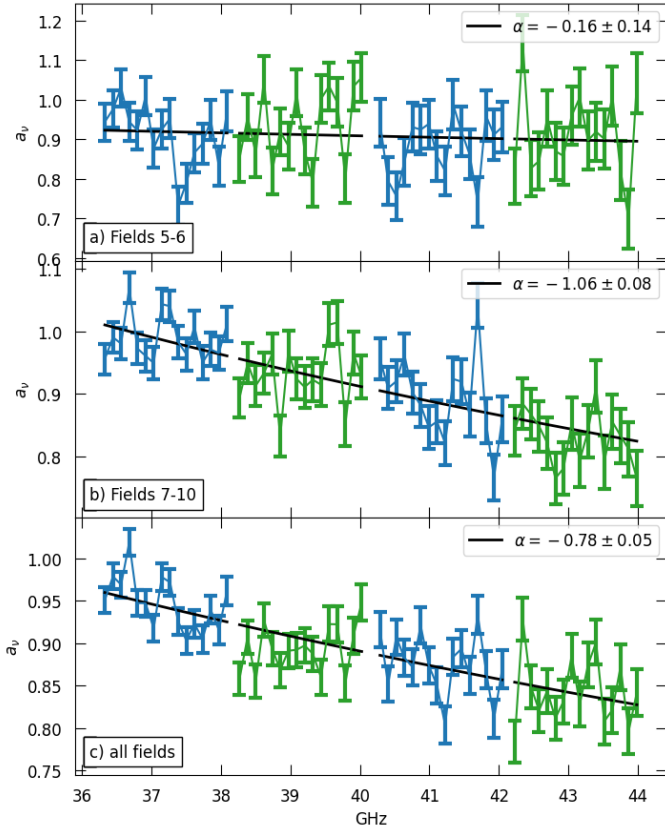 1.2
α = −0.16 ± 0.14
1.1
1.0
aν
0.9
0.8
0.7
a) Fields 5-6
0.6
1.1
α = −1.06 ± 0.08
1.0
aν
0.9
0.8
b) Fields 7-10
1.00
α = −0.78 ± 0.05
0.95
0.90
aν
0.85
0.80
c) all fields
0.75
36 37 38 39 40 41 42 43 44
GHz